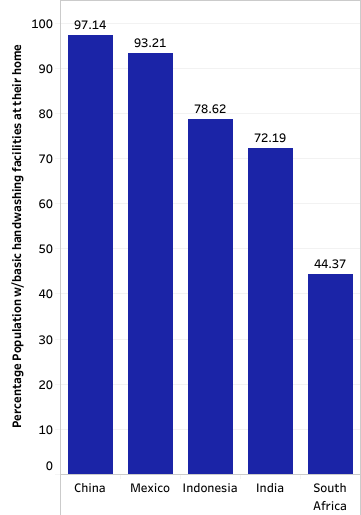 Percentage Population w/basic handwashing facilities at their home
100
90
80
70
60
50
40
30
20
10
0
97.14
93.21
78.62
72.19
44.37
China
Mexico
Indonesia
India
South
Africa